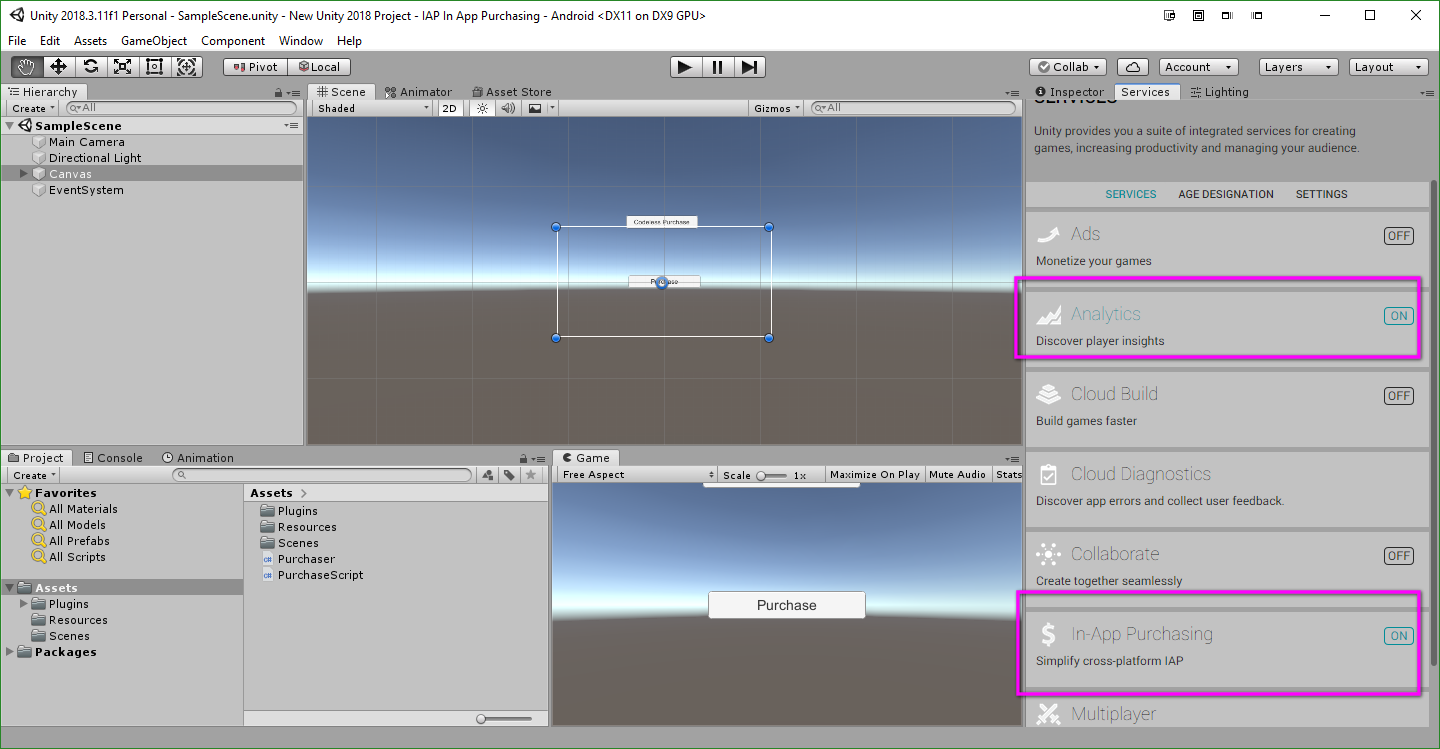 Unity 2018.3.11f1 Personal - SampleScene.unity - New Unity 2018 Project - IAP In App Purchasing - Android <DX11 on DX9 GPU>
File Edit Assets GameObject Component Window Help
Pivot Local Collab Account Layers Layout
Hierarchy
Create All
SampleScene
Main Camera
Directional Light
Canvas
EventSystem
Scene Animator Asset Store
Shaded 2D Gizmos All
Codeless Purchase
Purchase
Inspector Services Lighting
SERVICES
Unity provides you a suite of integrated services for creating
games, increasing productivity and managing your audience.
SERVICES AGE DESIGNATION SETTINGS
Ads OFF
Monetize your games
Analytics ON
Discover player insights
Cloud Build OFF
Build games faster
Cloud Diagnostics
Discover app errors and collect user feedback.
Collaborate OFF
Create together seamlessly
In-App Purchasing ON
Simplify cross-platform IAP
Multiplayer
Project Console Animation
Create
Favorites
All Materials
All Models
All Prefabs
All Scripts
Assets
Plugins
Resources
Scenes
Packages
Assets
Plugins
Resources
Scenes
C# Purchaser
C# PurchaseScript
Game
Free Aspect Scale 1x Maximize On Play Mute Audio Stats
Purchase